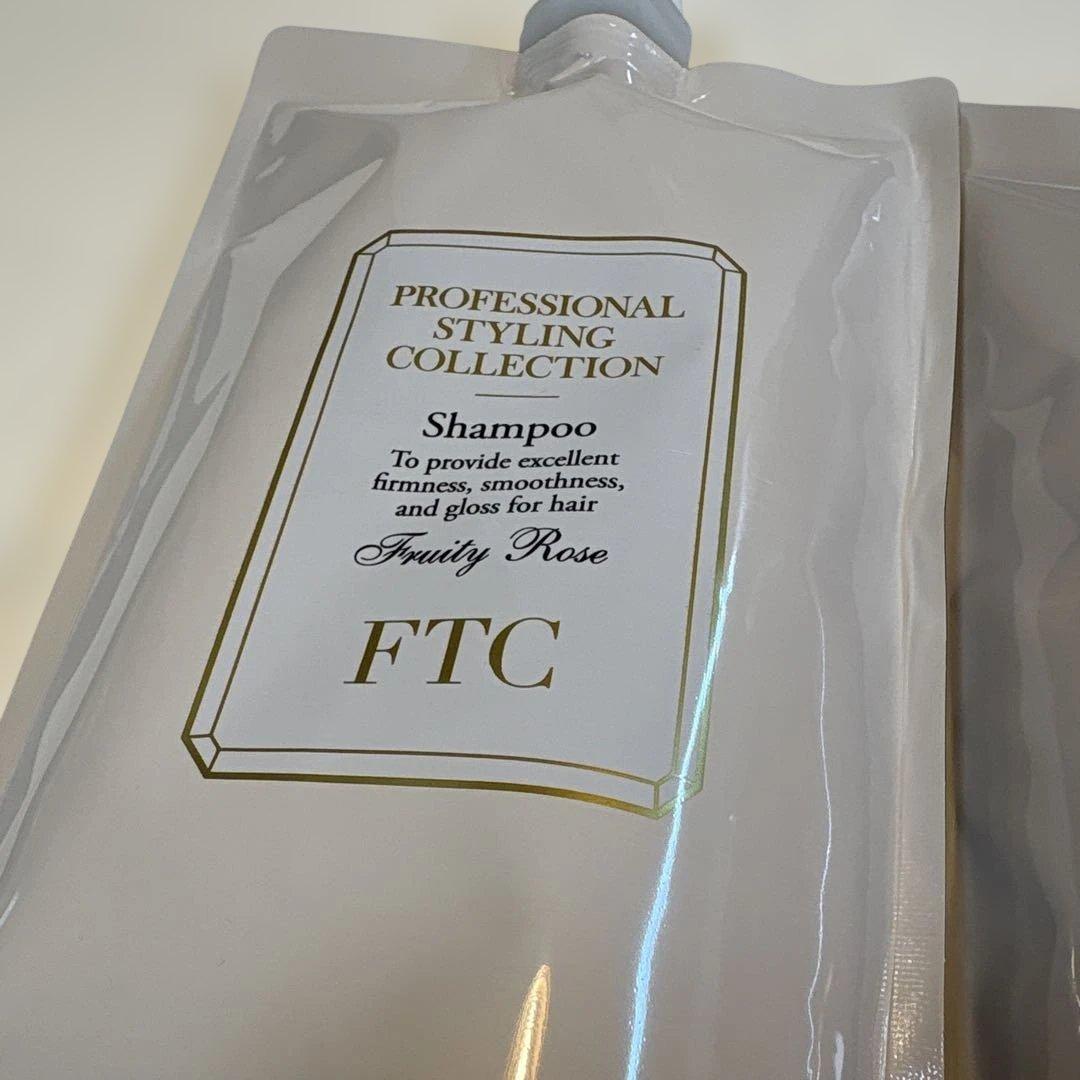 PROFESSIONAL
STYLING
COLLECTION
Shampoo
To provide excellent
firmness, smoothness,
and gloss for hair
Fruity Rose
FTC